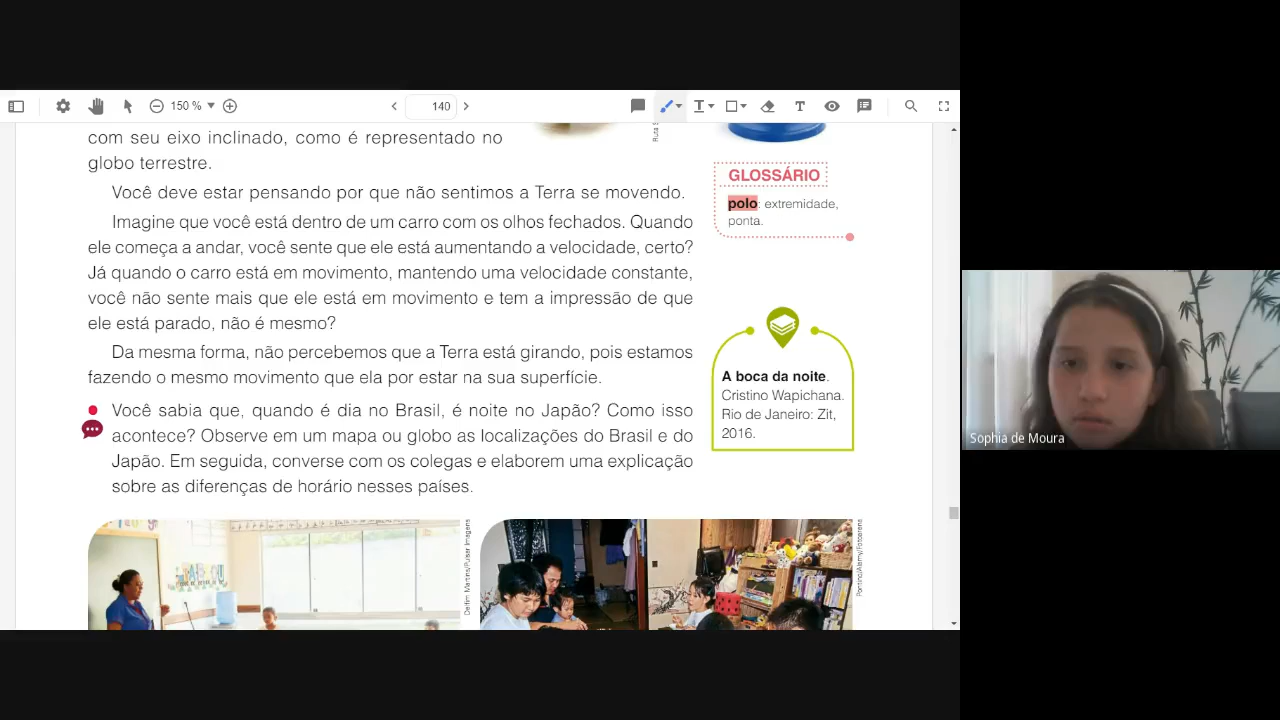 150 %
140
T
T
com seu eixo inclinado, como é representado no
globo terrestre.
Você deve estar pensando por que não sentimos a Terra se movendo.
Imagine que você está dentro de um carro com os olhos fechados. Quando
ele começa a andar, você sente que ele está aumentando a velocidade, certo?
Já quando o carro está em movimento, mantendo uma velocidade constante,
você não sente mais que ele está em movimento e tem a impressão de que
ele está parado, não é mesmo?
Da mesma forma, não percebemos que a Terra está girando, pois estamos
fazendo o mesmo movimento que ela por estar na sua superfície.
Você sabia que, quando é dia no Brasil, é noite no Japão? Como isso
acontece? Observe em um mapa ou globo as localizações do Brasil e do
Japão. Em seguida, converse com os colegas e elaborem uma explicação
sobre as diferenças de horário nesses países.
GLOSSÁRIO
polo: extremidade,
ponta.
A boca da noite.
Cristino Wapichana.
Rio de Janeiro: Zit,
2016.
Delfim Martins/Pulsar Imagens
Sophia de Moura